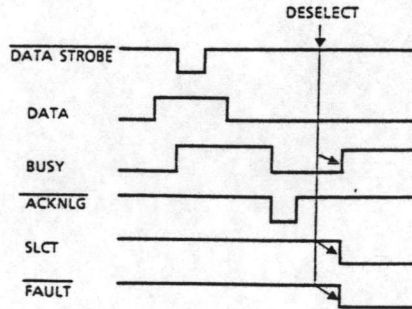 DESELECT
DATA STROBE
DATA
BUSY
ACKNLG
SLCT
FAULT